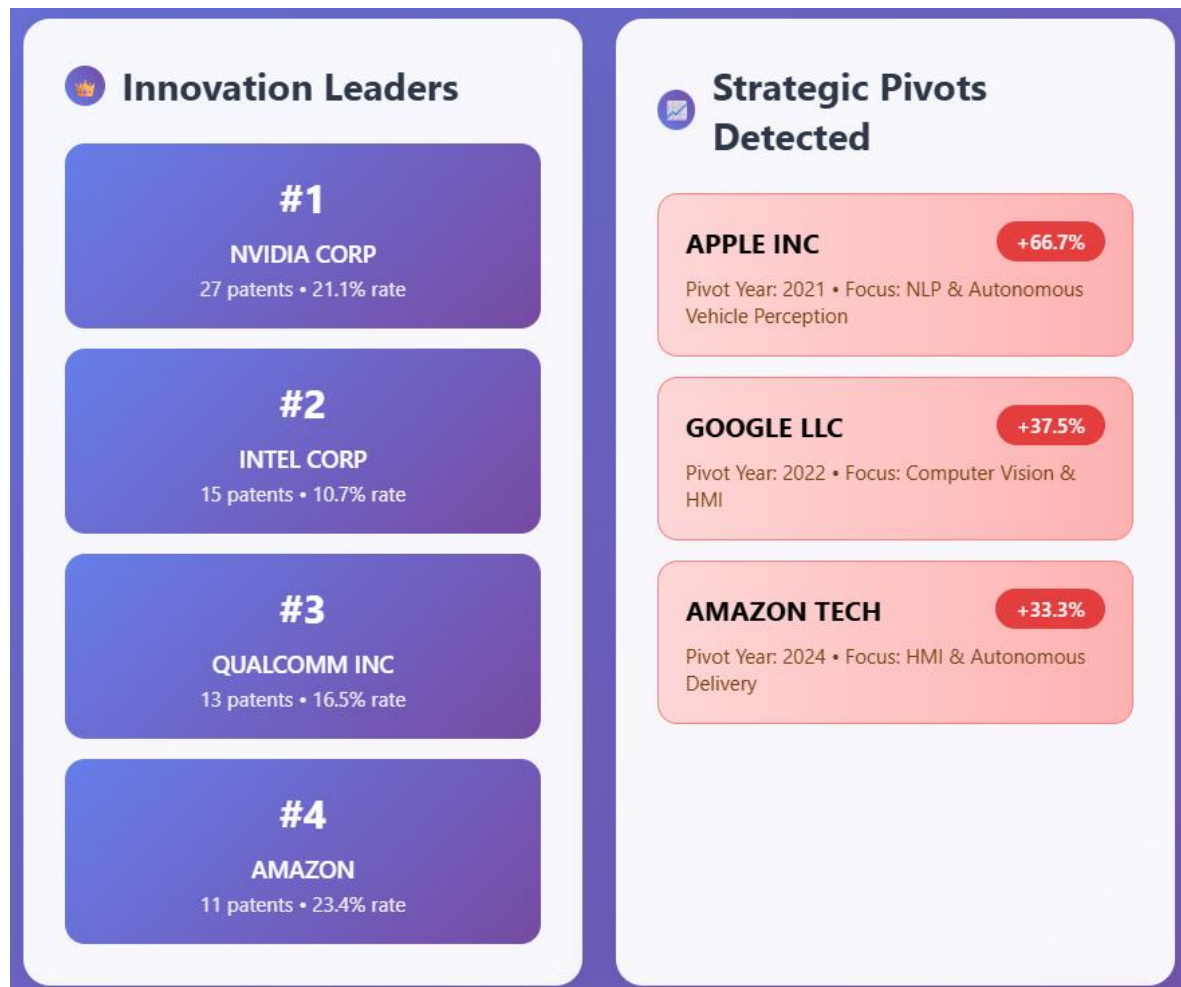 Innovation Leaders
#1
NVIDIA CORP
27 patents • 21.1% rate
#2
INTEL CORP
15 patents • 10.7% rate
#3
QUALCOMM INC
13 patents • 16.5% rate
#4
AMAZON
11 patents • 23.4% rate
Strategic Pivots
Detected
APPLE INC
+66.7%
Pivot Year: 2021 • Focus: NLP & Autonomous
Vehicle Perception
GOOGLE LLC
+37.5%
Pivot Year: 2022 • Focus: Computer Vision &
HMI
AMAZON TECH
+33.3%
Pivot Year: 2024 • Focus: HMI & Autonomous
Delivery